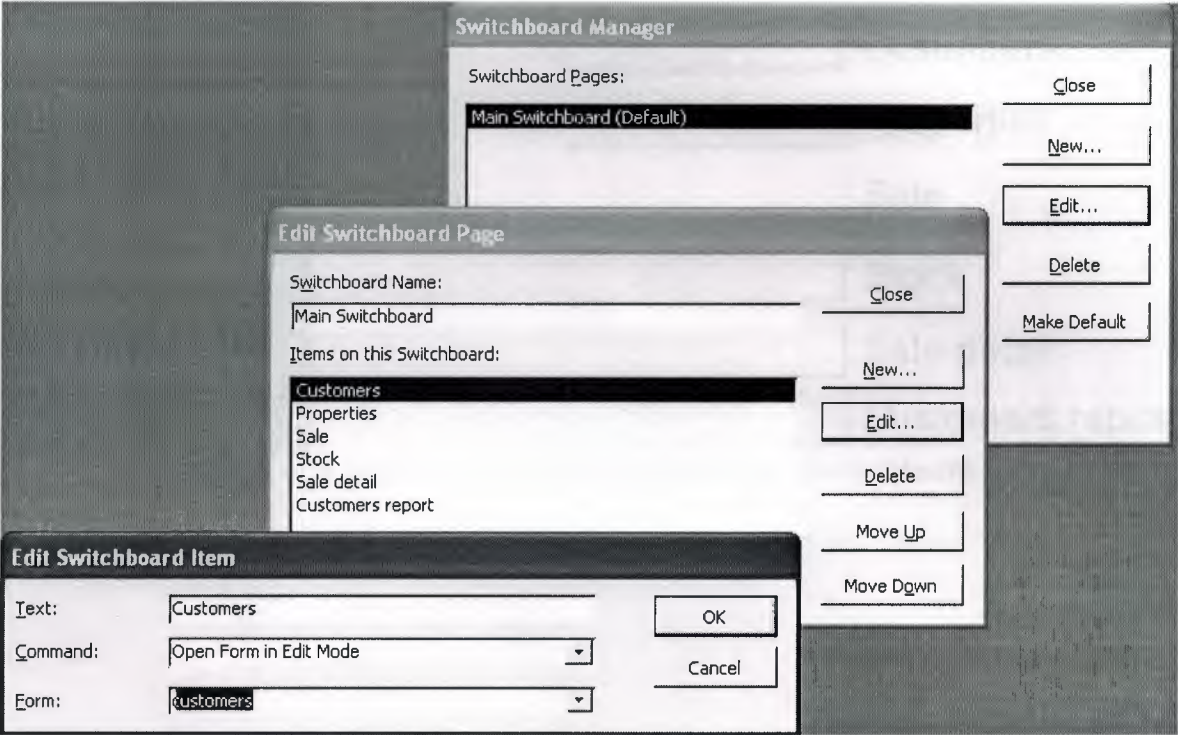 Switchboard Manager
Switchboard Pages:
Main Switchboard (Default)
Close
New...
Edit...
Delete
Make Default
Edit Switchboard Page
Switchboard Name:
Main Switchboard
Items on this Switchboard:
Customers
Properties
Sale
Stock
Sale detail
Customers report
Close
New...
Edit...
Delete
Move Up
Move Down
Edit Switchboard Item
Text: Customers
Command: Open Form in Edit Mode
Form: customers
OK
Cancel